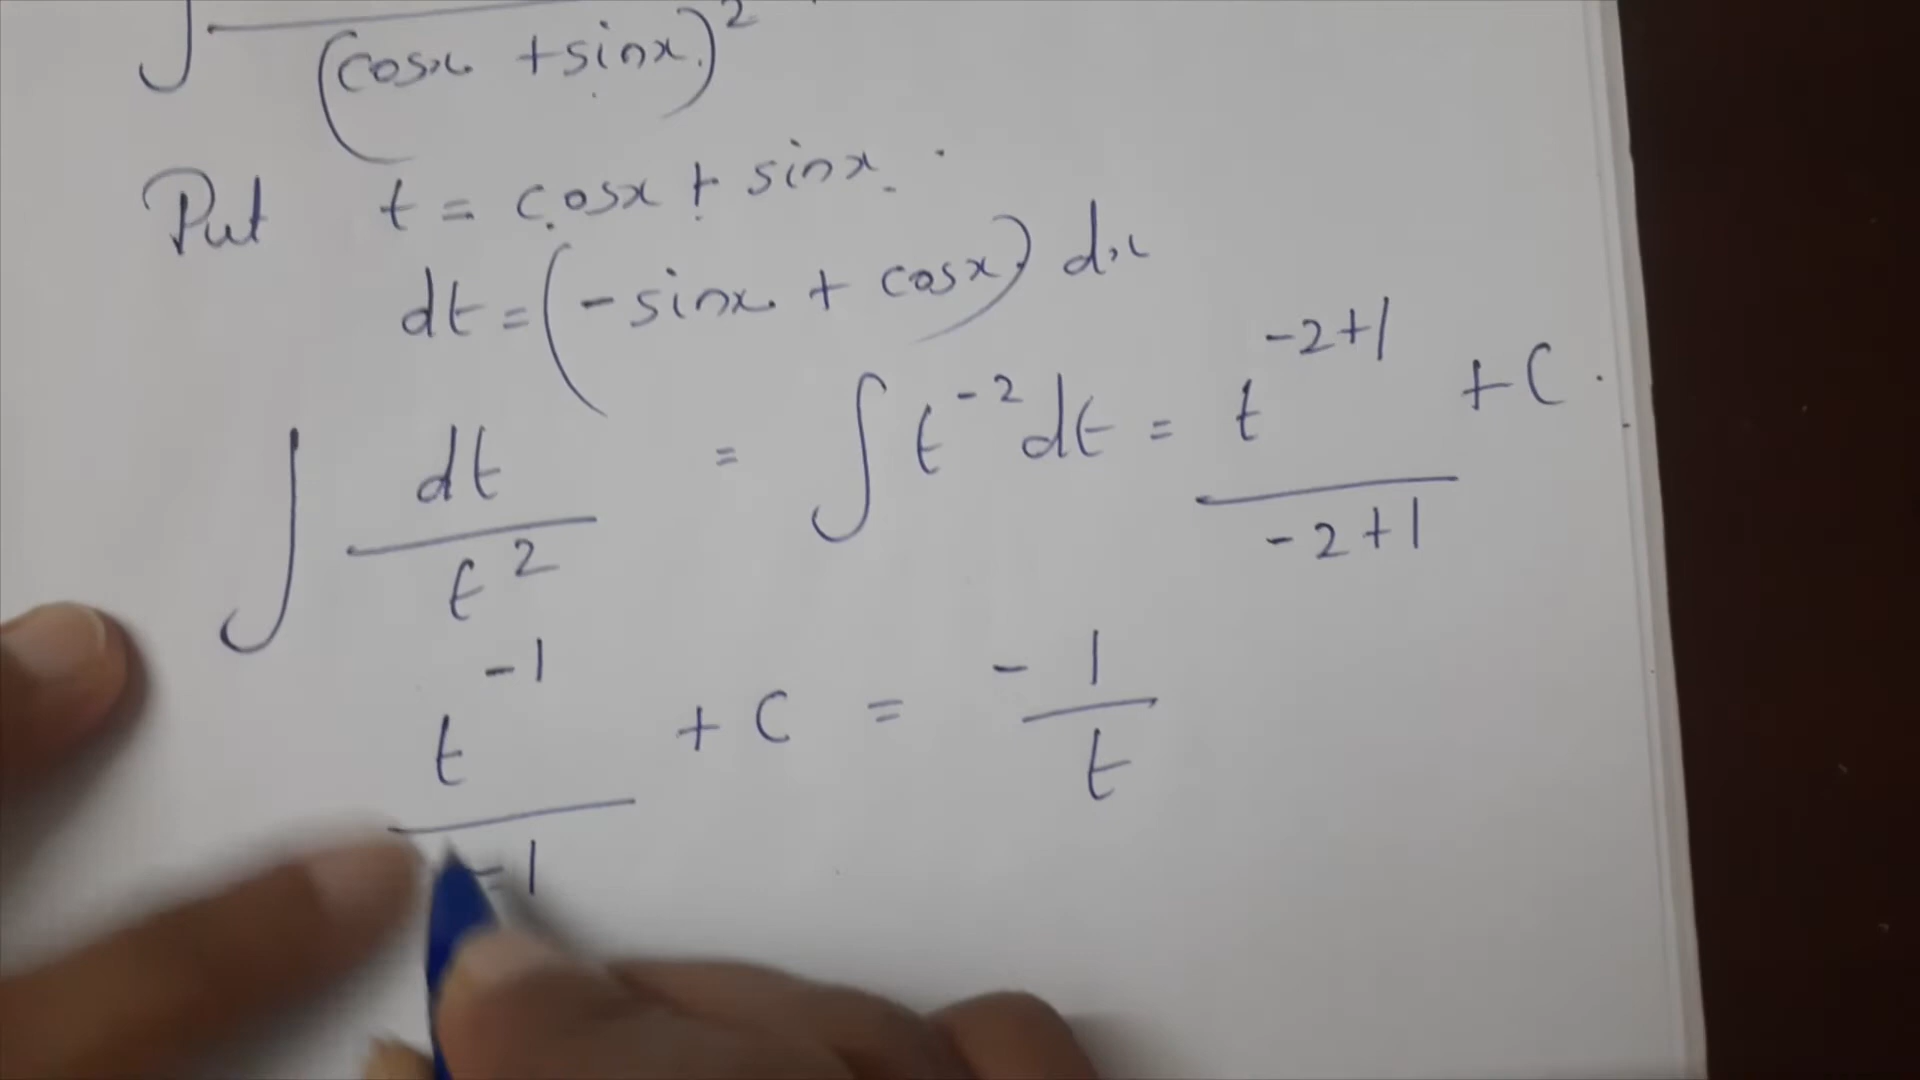 ∫ ―――― (cosx + sinx)²
Put t = cosx + sinx.
dt = (-sinx + cosx) dx
∫ dt/t² = ∫ t⁻² dt = t⁻²⁺¹/-2+1 + C.
t⁻¹/-1 + C = -1/t